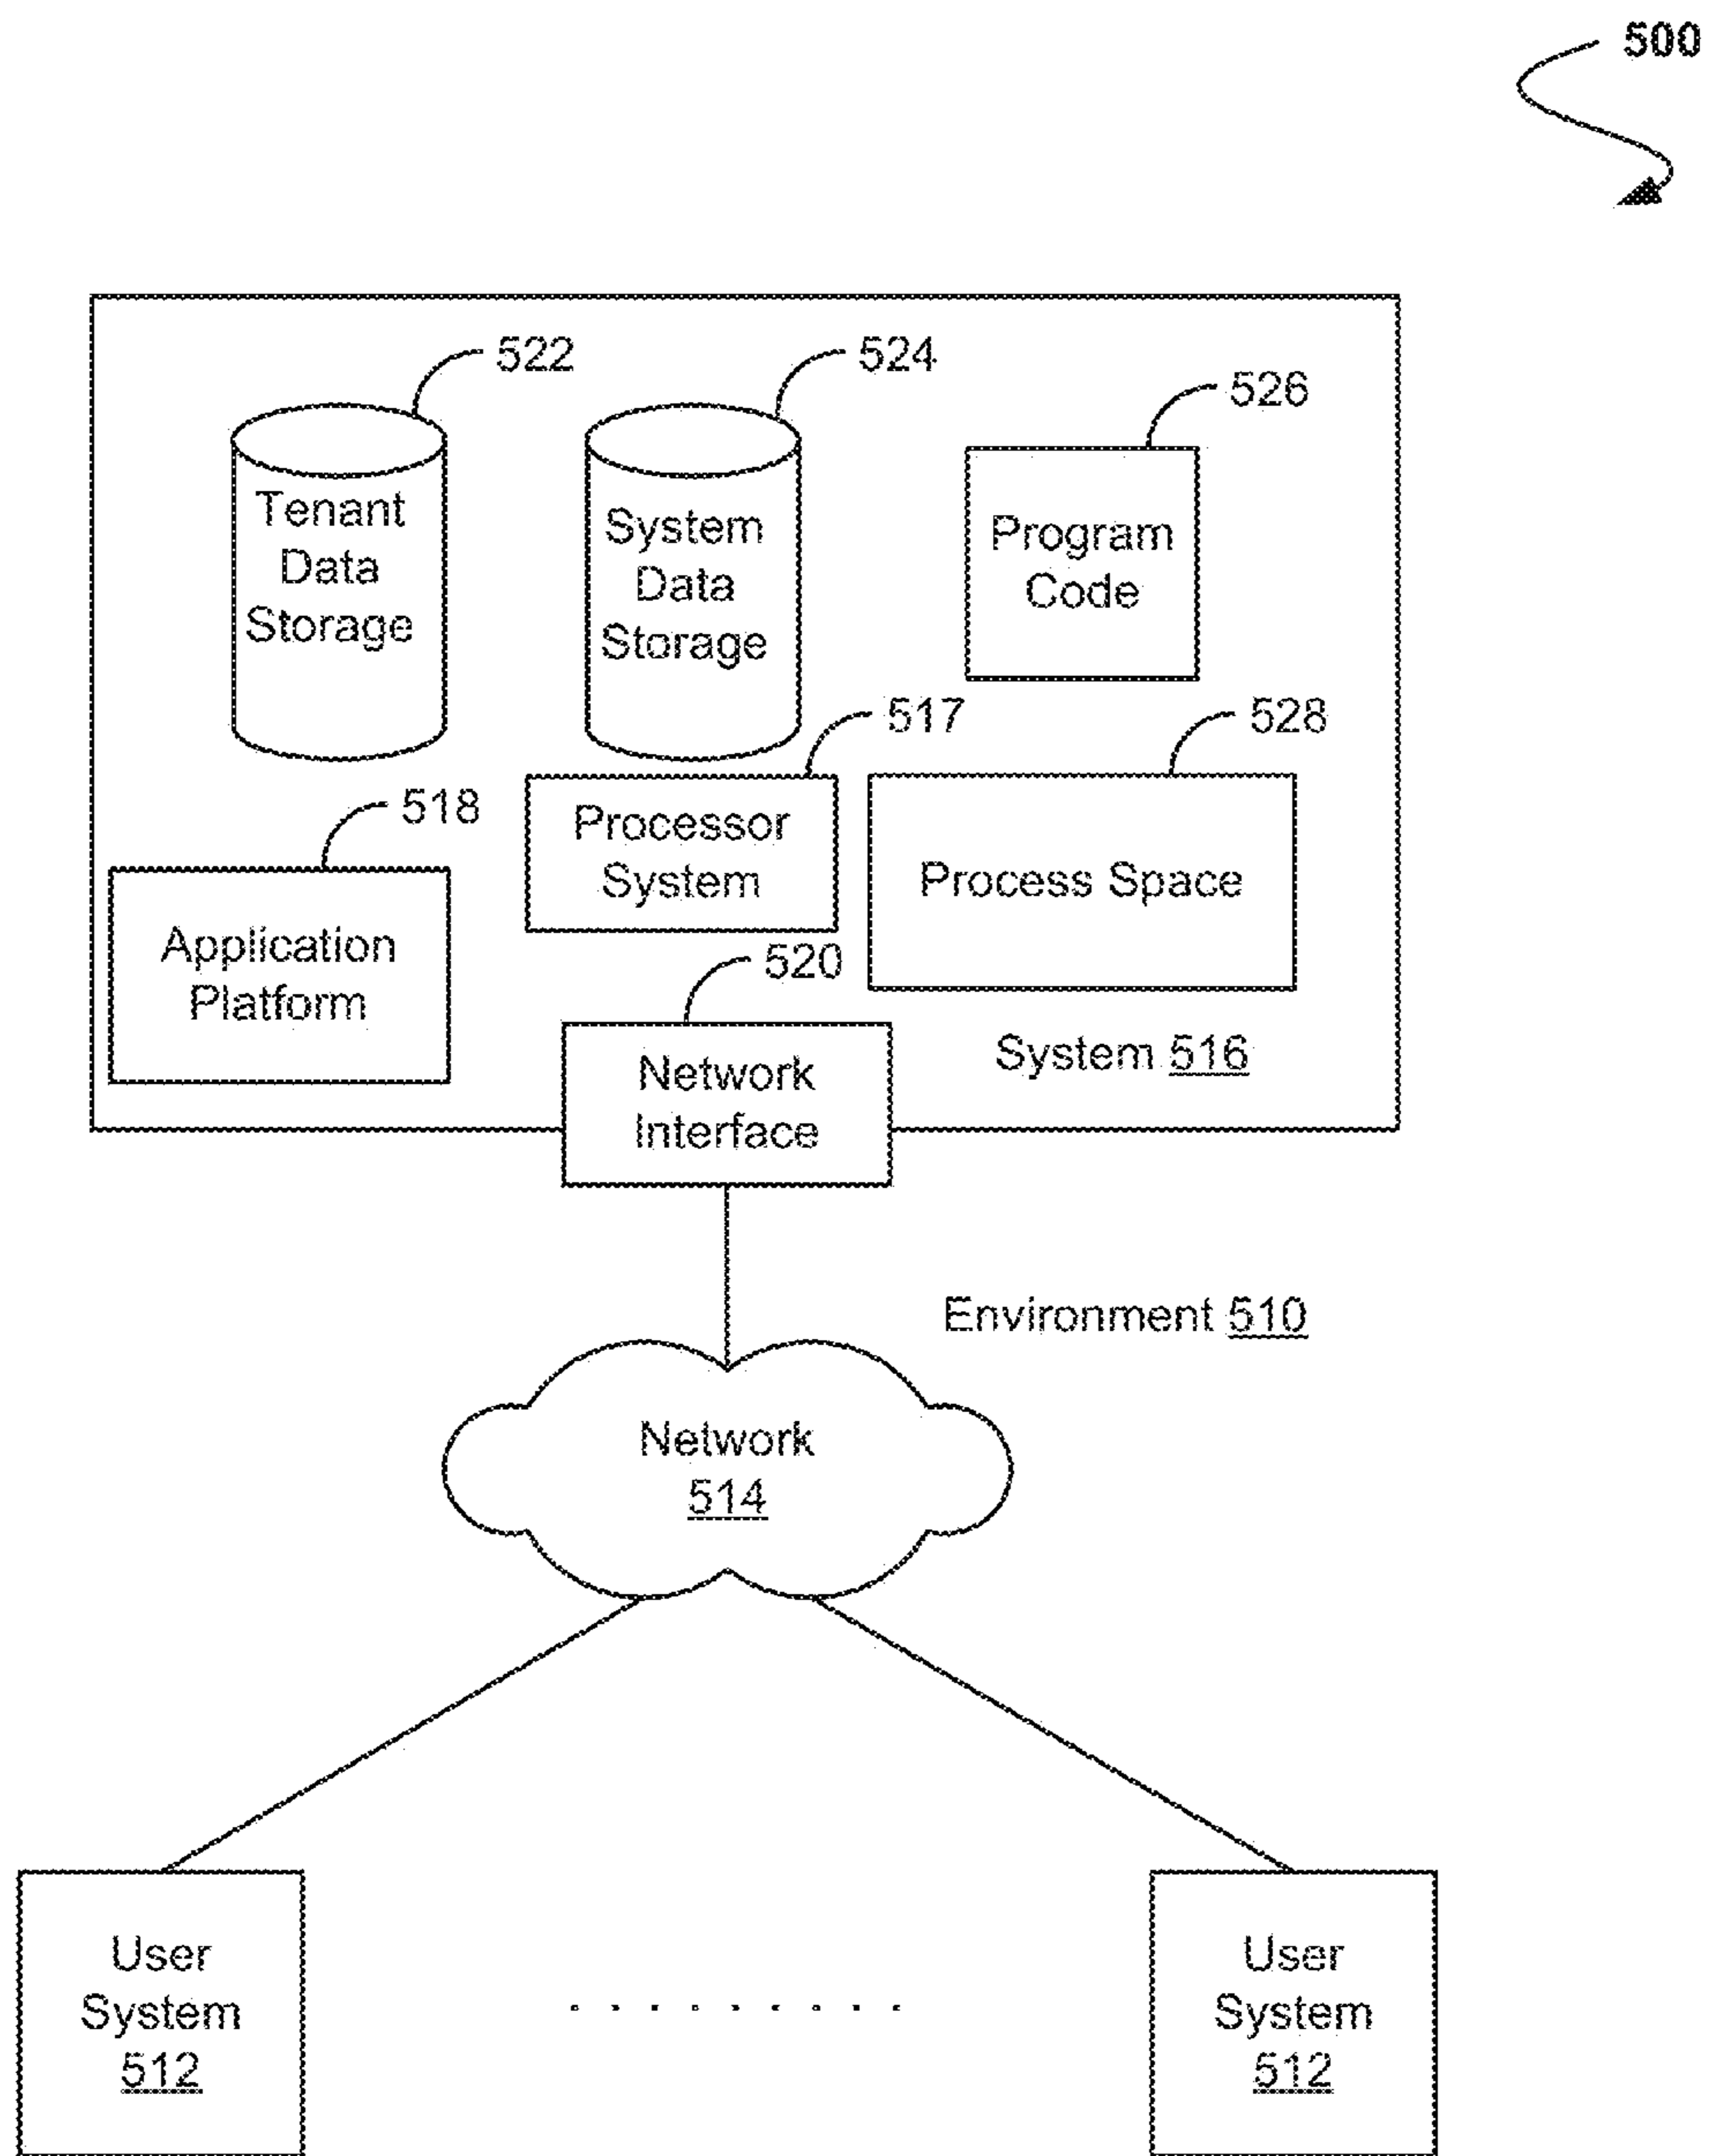 500
522
524
526
Tenant
Data
Storage
System
Data
Storage
Program
Code
517
528
518
Processor
System
Process Space
Application
Platform
520
Network
Interface
System 516
Environment 510
Network
514
User
System
512
User
System
512